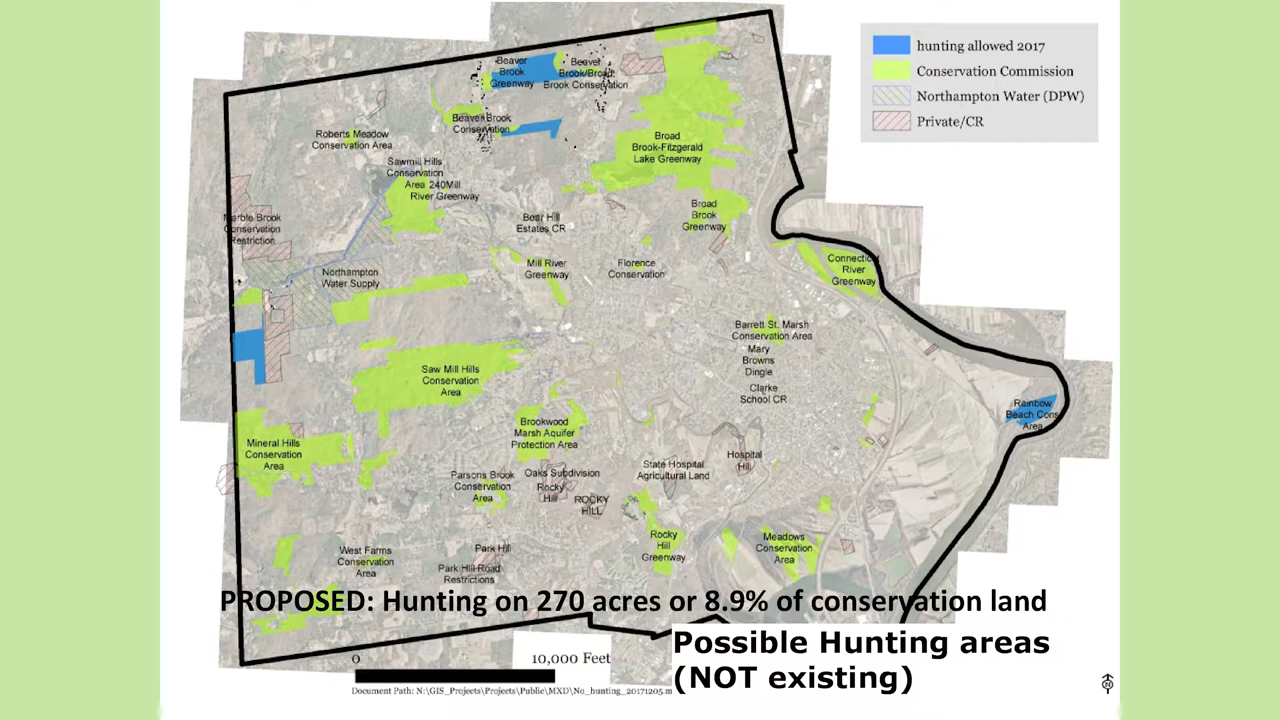 hunting allowed 2017
Conservation Commission
Northampton Water (DPW)
Private/CR
Beaver
Brook
Greenway
Beaver
Brook/Broad
Brook Conservation
Beaver Brook
Conservation
Roberts Meadow
Conservation Area
Broad
Brook-Fitzgerald
Lake Greenway
Sawmill Hills
Conservation
Area 240Mill
River Greenway
Marble Brook
Conservation
Restriction
Bear Hill
Estates CR
Broad
Brook
Greenway
Northampton
Water Supply
Mill River
Greenway
Florence
Conservation
Connecticut
River
Greenway
Barrett St. Marsh
Conservation Area
Mary
Browns
Dingle
Clarke
School CR
Saw Mill Hills
Conservation
Area
Rainbow
Beach Cons
Area
Brookwood
Marsh Aquifer
Protection Area
Mineral Hills
Conservation
Area
Parsons Brook
Conservation
Area
Oaks Subdivision
Rocky
Hill
ROCKY
HILL
State Hospital
Agricultural Land
Hospital
Hill
Rocky
Hill
Greenway
Meadows
Conservation
Area
West Farms
Conservation
Area
Park Hill
Park Hill Road
Restrictions
PROPOSED: Hunting on 270 acres or 8.9% of conservation land
Possible Hunting areas
(NOT existing)
0 10,000 Feet
Document Path: N:\GIS_Projects\Projects\Public\MXD\No_hunting_20171205.m
N